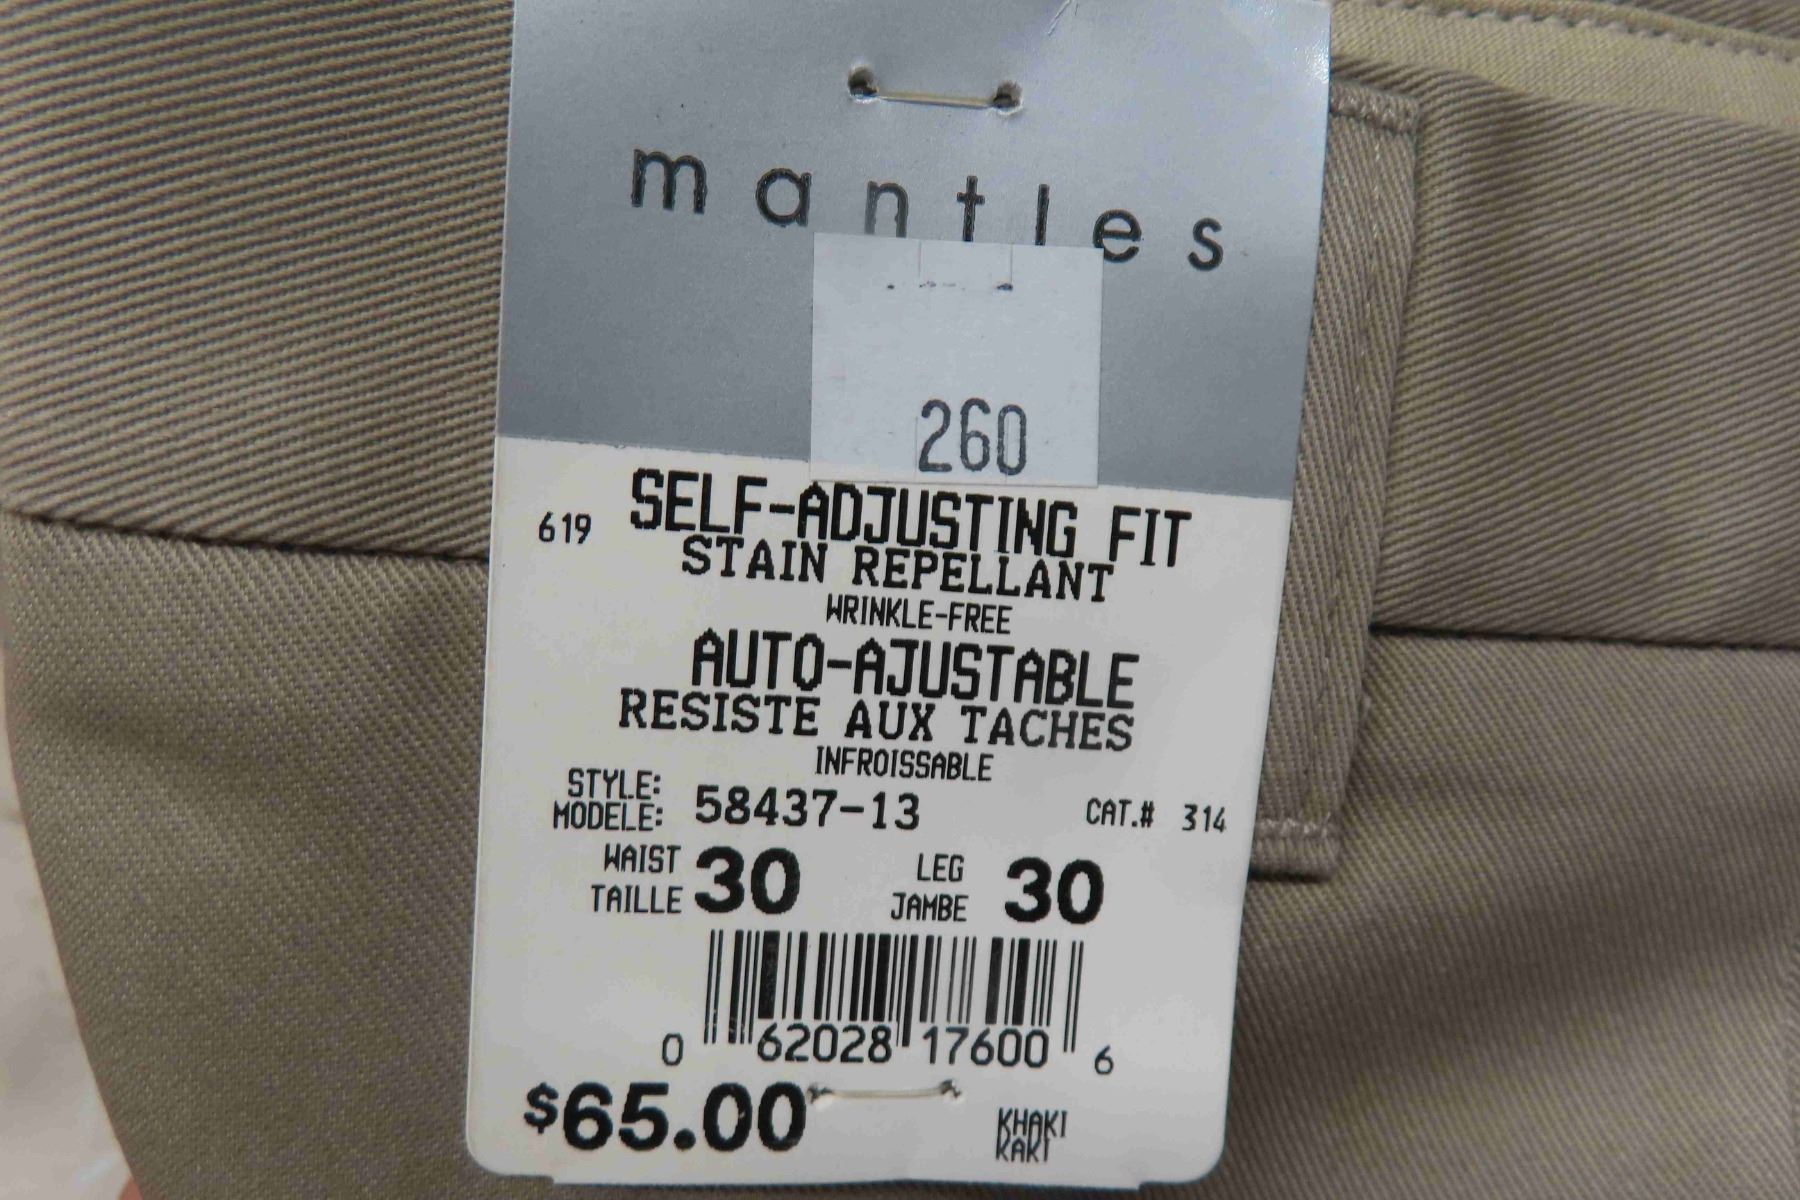 mantles
260
619 SELF-ADJUSTING FIT
STAIN REPELLANT
WRINKLE-FREE
AUTO-AJUSTABLE
RESISTE AUX TACHES
INFROISSABLE
STYLE:
MODELE: 58437-13 CAT.# 314
WAIST
TAILLE 30 LEG
JAMBE 30
0 62028 17600 6
$65.00
KHAKI
KAKI